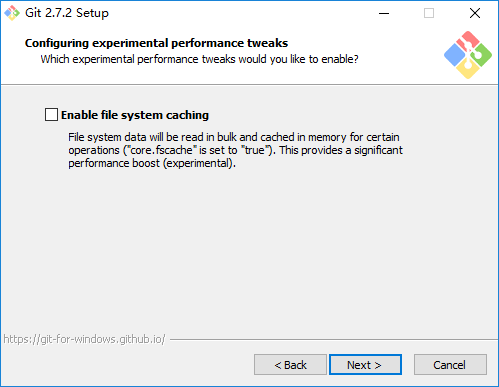 Git 2.7.2 Setup
Configuring experimental performance tweaks
Which experimental performance tweaks would you like to enable?
Enable file system caching
File system data will be read in bulk and cached in memory for certain
operations ("core.fscache" is set to "true"). This provides a significant
performance boost (experimental).
https://git-for-windows.github.io/
< Back
Next >
Cancel